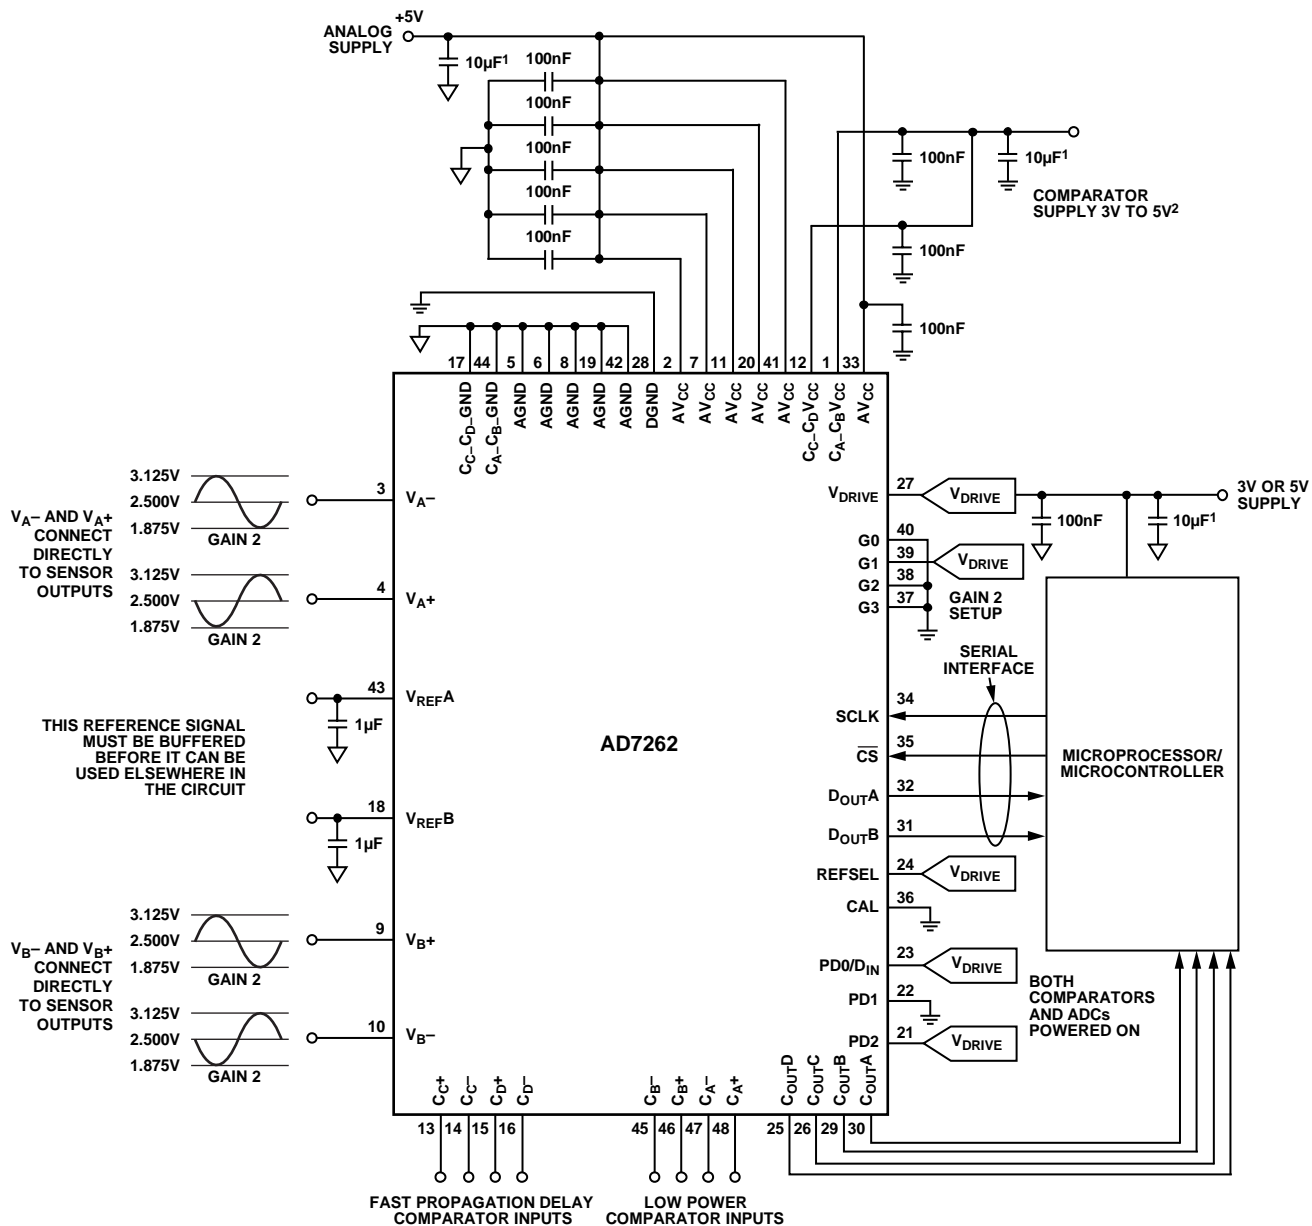 +5V
ANALOG
SUPPLY
10µF1
100nF
100nF
100nF
100nF
100nF
100nF
10µF1
COMPARATOR
SUPPLY 3V TO 5V2
100nF
100nF
17 44 5 6 8 19 42 28 2 7 11 20 41 12 1 33
CC–CD–GND
CA–CB–GND
AGND
AGND
AGND
AGND
AGND
DGND
AVCC
AVCC
AVCC
AVCC
AVCC
CC–CDVCC
CA–CBVCC
AVCC
VA– AND VA+
CONNECT
DIRECTLY
TO SENSOR
OUTPUTS
3.125V
2.500V
1.875V
GAIN 2
3 VA–
3.125V
2.500V
1.875V
GAIN 2
4 VA+
43 VREFA
1µF
THIS REFERENCE SIGNAL
MUST BE BUFFERED
BEFORE IT CAN BE
USED ELSEWHERE IN
THE CIRCUIT
18 VREFB
1µF
VB– AND VB+
CONNECT
DIRECTLY
TO SENSOR
OUTPUTS
3.125V
2.500V
1.875V
GAIN 2
9 VB+
3.125V
2.500V
1.875V
GAIN 2
10 VB–
AD7262
VDRIVE 27 VDRIVE
100nF
10µF1
3V OR 5V
SUPPLY
G0 40
G1 39 VDRIVE
G2 38
G3 37
GAIN 2
SETUP
SERIAL
INTERFACE
SCLK 34
CS 35
DOUTA 32
DOUTB 31
MICROPROCESSOR/
MICROCONTROLLER
REFSEL 24 VDRIVE
CAL 36
PD0/DIN 23 VDRIVE
PD1 22
PD2 21 VDRIVE
BOTH
COMPARATORS
AND ADCs
POWERED ON
CC+
CC–
CD+
CD–
CB–
CB+
CA–
CA+
COUTD
COUTC
COUTB
COUTA
13 14 15 16 45 46 47 48 25 26 29 30
FAST PROPAGATION DELAY
COMPARATOR INPUTS
LOW POWER
COMPARATOR INPUTS